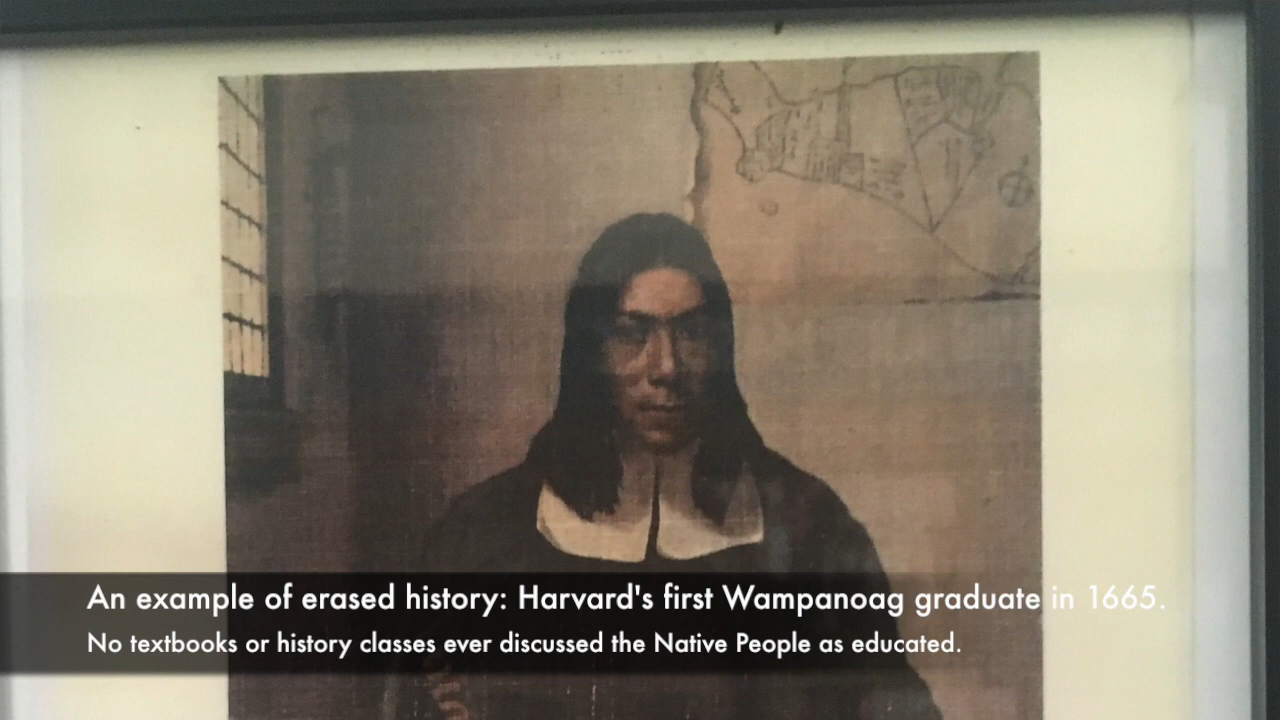 An example of erased history: Harvard's first Wampanoag graduate in 1665.
No textbooks or history classes ever discussed the Native People as educated.